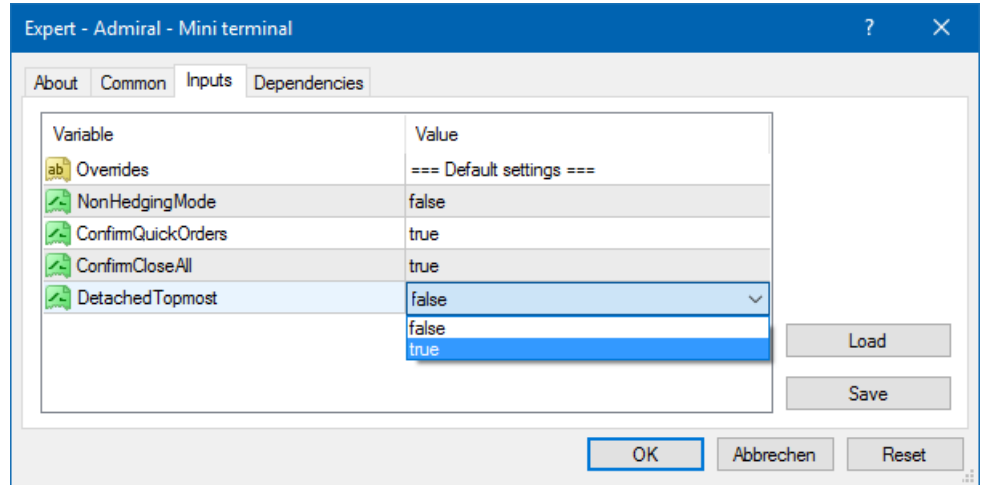 Expert - Admiral - Mini terminal ?
About Common Inputs Dependencies
Variable Value
ab Overrides === Default settings ===
NonHedgingMode false
ConfirmQuickOrders true
ConfirmCloseAll true
DetachedTopmost false
false
true
Load
Save
OK Abbrechen Reset